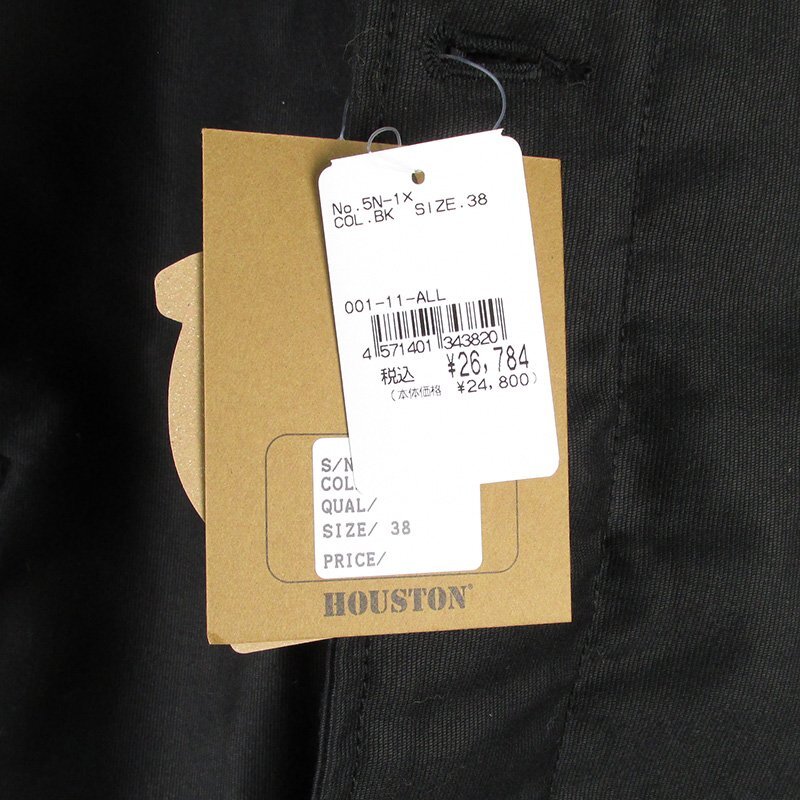 No.5N-1X
COL.BK SIZE.38
001-11-ALL
4 571401 343820
税込 ¥26,784
(本体価格 ¥24,800)
S/N
COL.
QUAL/
SIZE/ 38
PRICE/
HOUSTON®